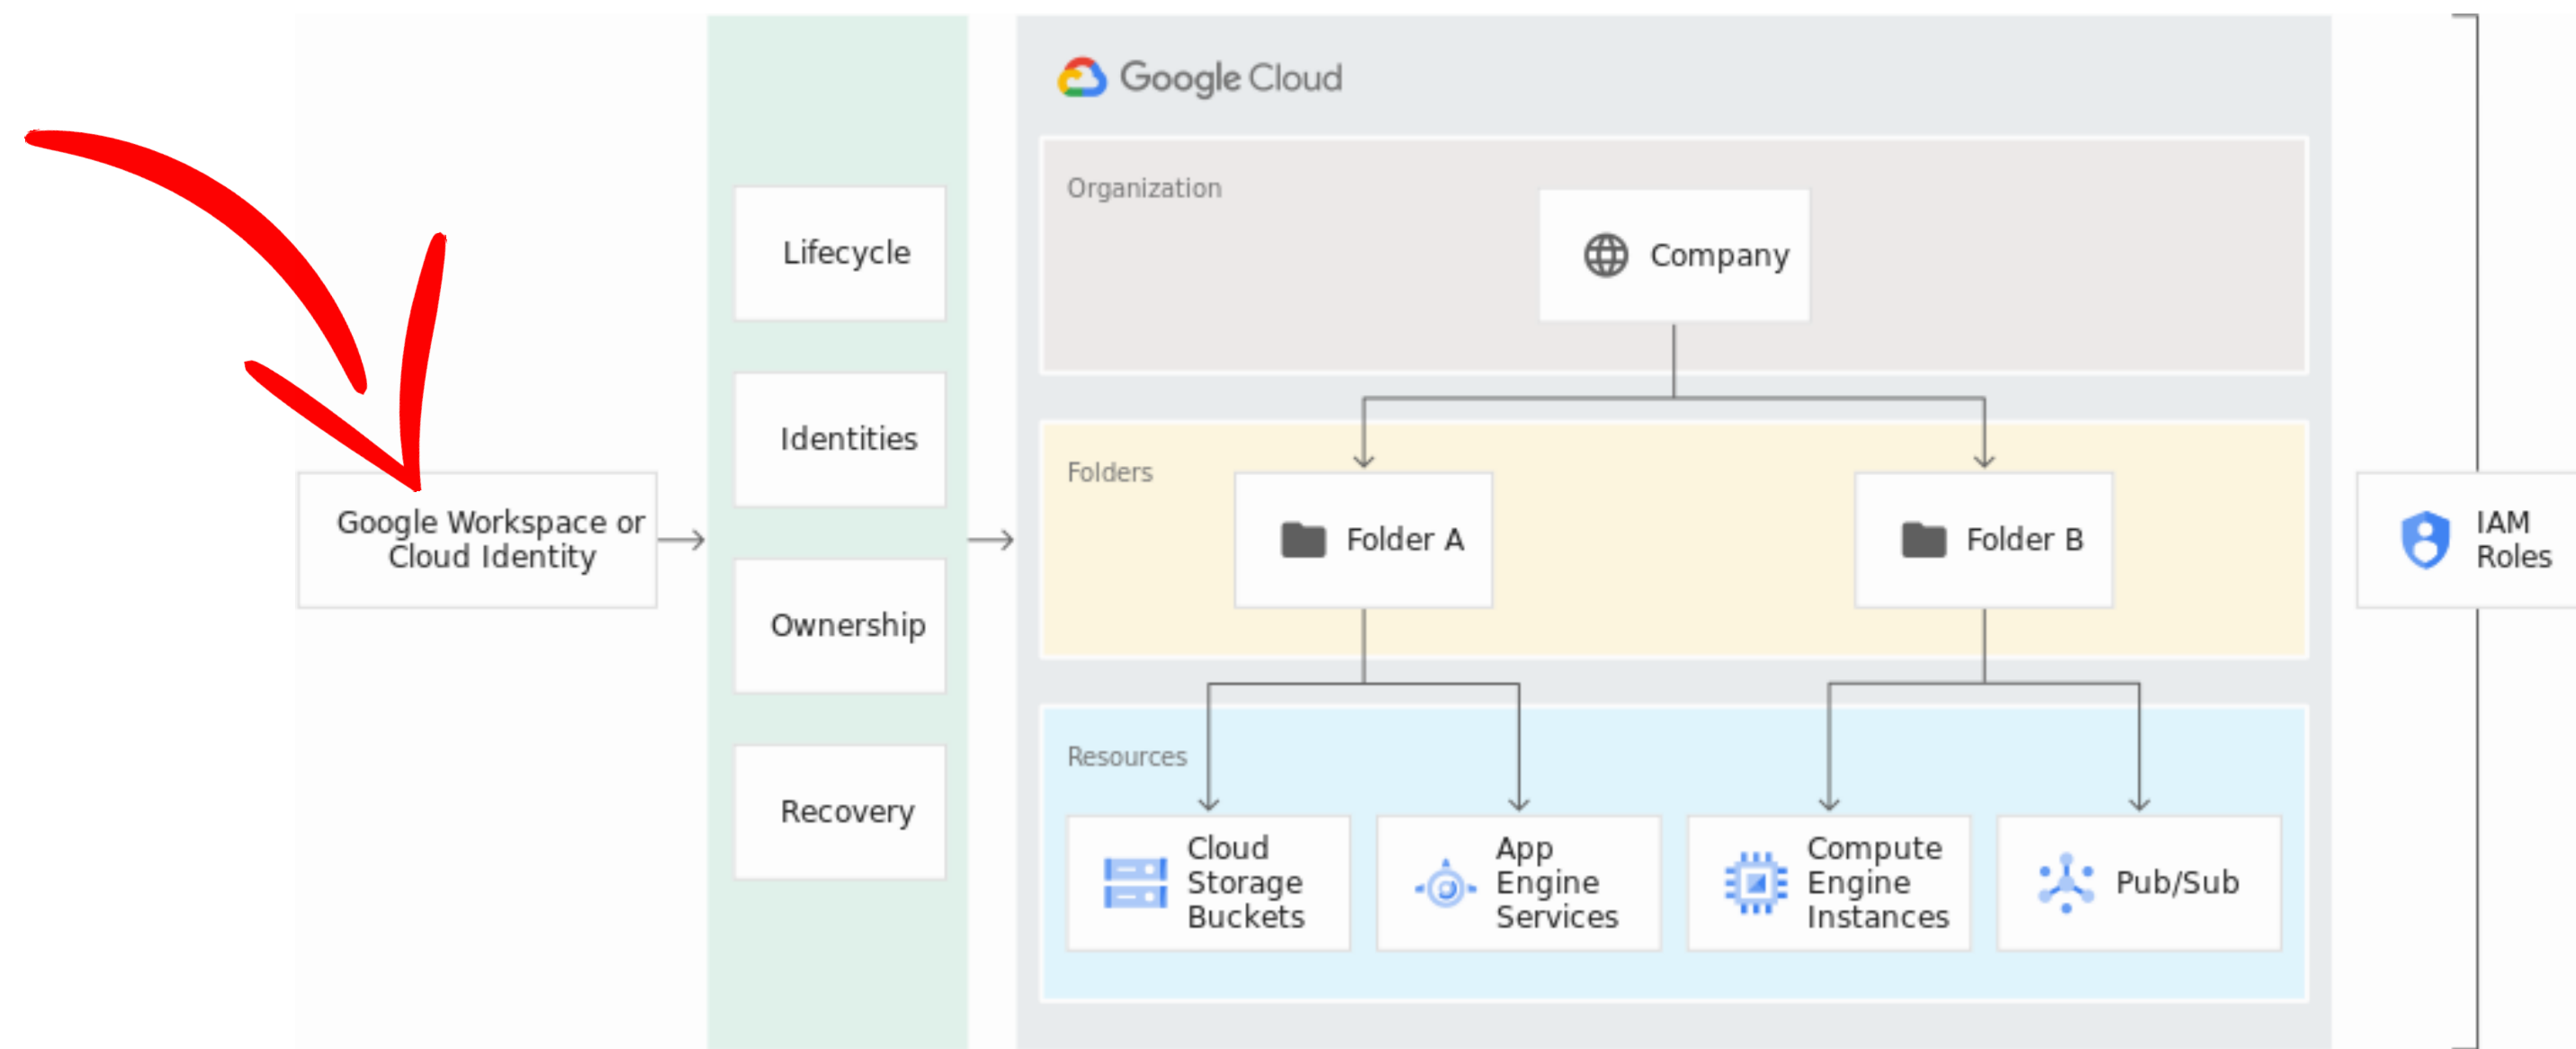 Google Cloud
Organization
Company
Lifecycle
Identities
Ownership
Recovery
Google Workspace or
Cloud Identity
Folders
Folder A
Folder B
IAM
Roles
Resources
Cloud
Storage
Buckets
App
Engine
Services
Compute
Engine
Instances
Pub/Sub